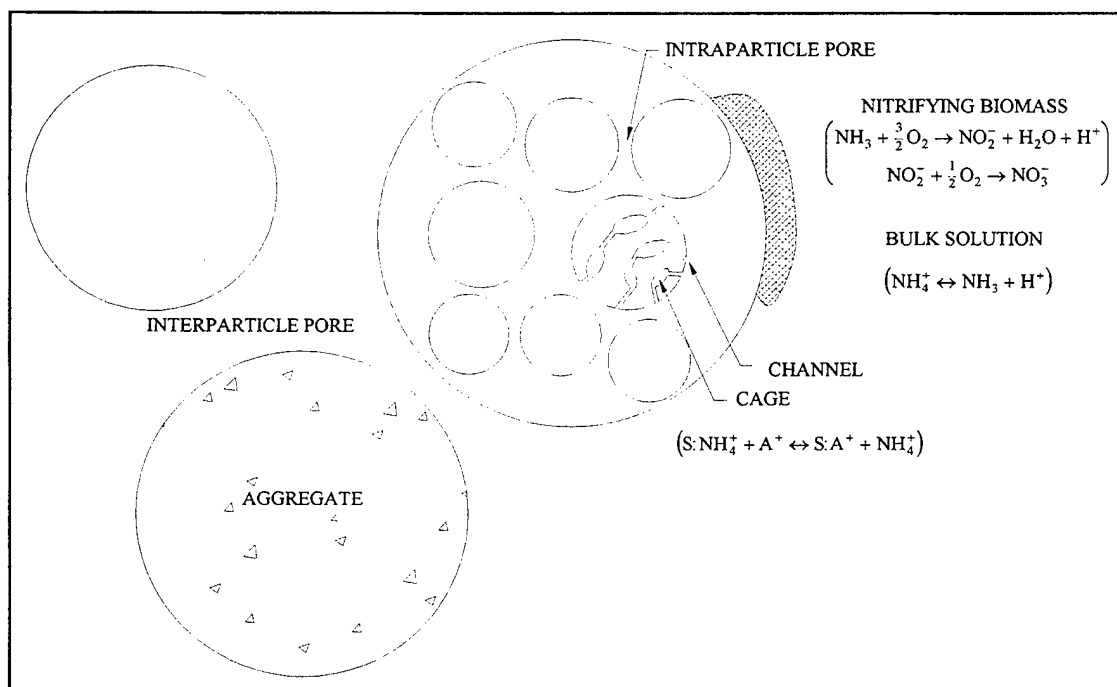 INTRAPARTICLE PORE
NITRIFYING BIOMASS
(NH₃ + 3/2 O₂ → NO₂⁻ + H₂O + H⁺
NO₂⁻ + 1/2 O₂ → NO₃⁻)
BULK SOLUTION
(NH₄⁺ ↔ NH₃ + H⁺)
INTERPARTICLE PORE
CHANNEL
CAGE
(S:NH₄⁺ + A⁺ ↔ S:A⁺ + NH₄⁺)
AGGREGATE